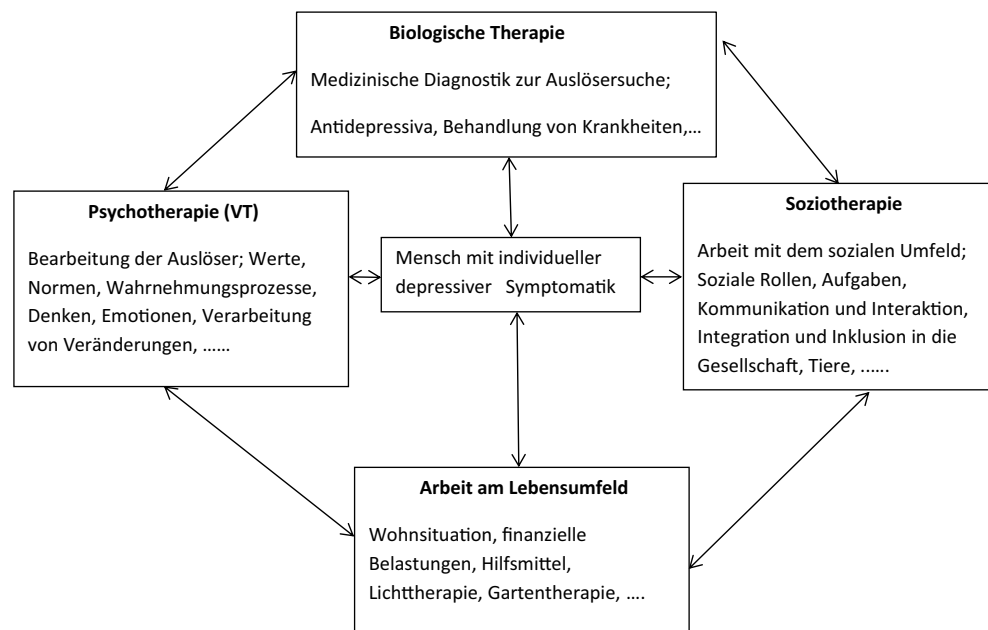 Biologische Therapie
Medizinische Diagnostik zur Auslösersuche;
Antidepressiva, Behandlung von Krankheiten,...
Psychotherapie (VT)
Bearbeitung der Auslöser; Werte,
Normen, Wahrnehmungsprozesse,
Denken, Emotionen, Verarbeitung
von Veränderungen, ......
Mensch mit individueller
depressiver Symptomatik
Soziotherapie
Arbeit mit dem sozialen Umfeld;
Soziale Rollen, Aufgaben,
Kommunikation und Interaktion,
Integration und Inklusion in die
Gesellschaft, Tiere, ......
Arbeit am Lebensumfeld
Wohnsituation, finanzielle
Belastungen, Hilfsmittel,
Lichttherapie, Gartentherapie, ....